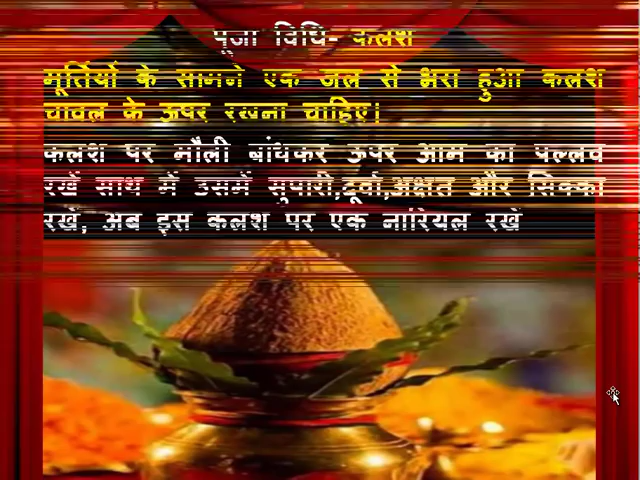 पूजा विधि- कलश
मूर्तियों के सामने एक जल से भरा हुआ कलश
चावल के ऊपर रखना चाहिए।
कलश पर मौली बांधकर ऊपर आम का पल्लव
रखें साथ में उसमें सुपारी,दूर्वा,अक्षत और सिक्का
रखें, अब इस कलश पर एक नारियल रखें